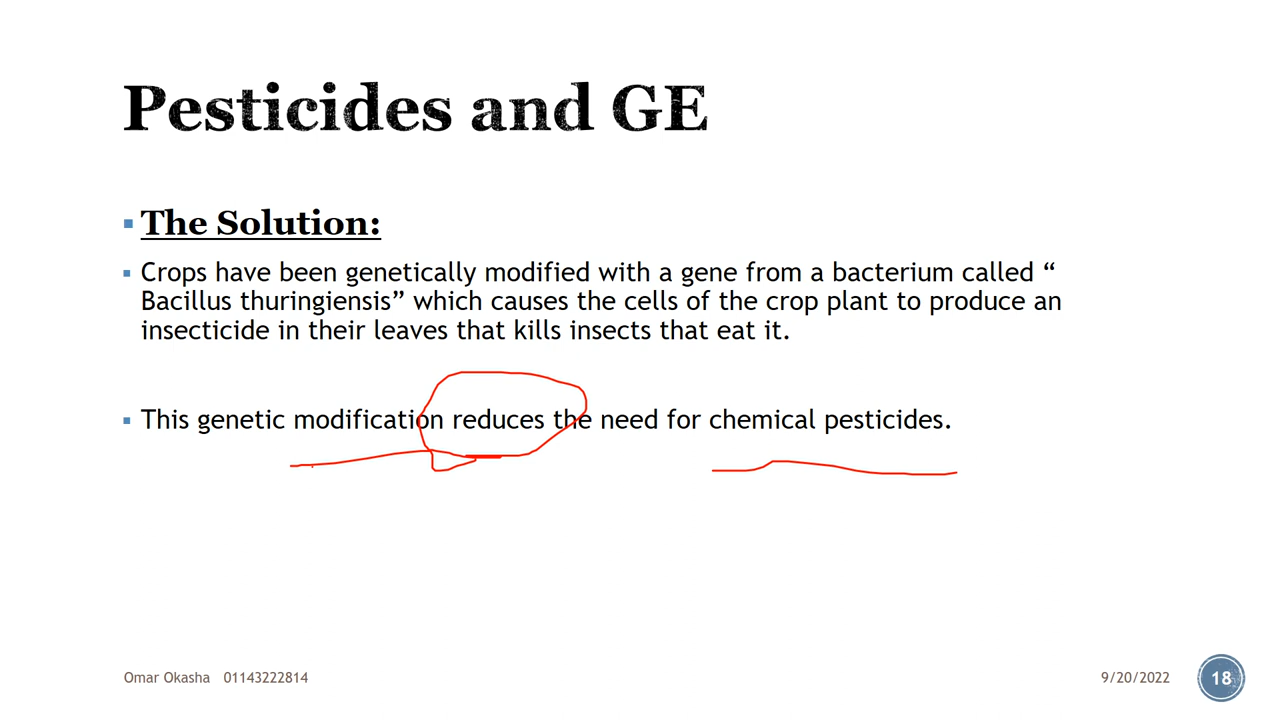 Pesticides and GE
The Solution:
Crops have been genetically modified with a gene from a bacterium called “
Bacillus thuringiensis” which causes the cells of the crop plant to produce an
insecticide in their leaves that kills insects that eat it.
This genetic modification reduces the need for chemical pesticides.
Omar Okasha 01143222814
9/20/2022
18